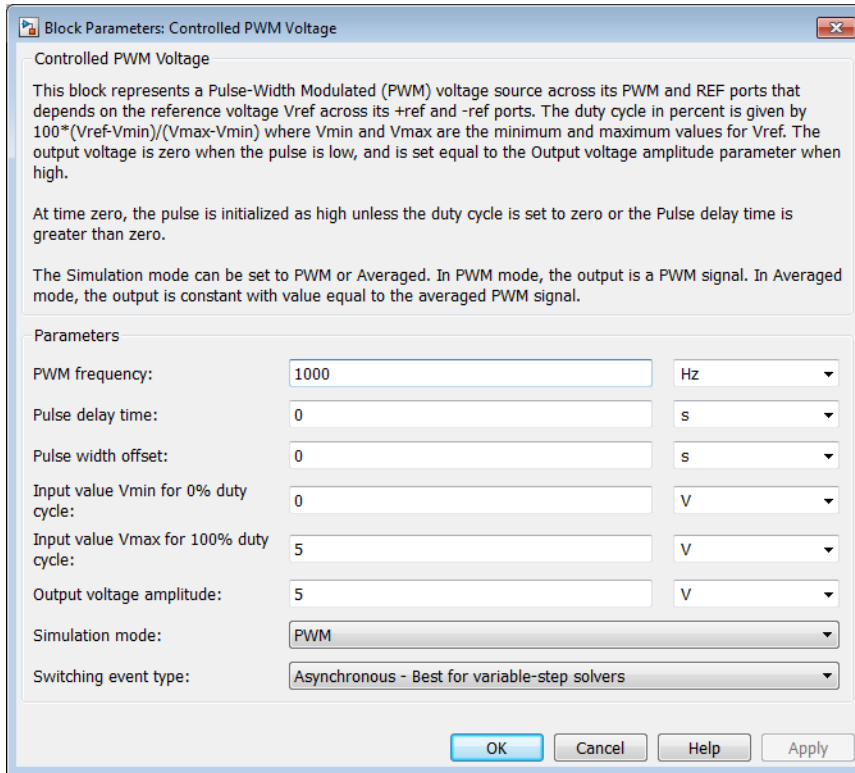 Block Parameters: Controlled PWM Voltage
Controlled PWM Voltage
This block represents a Pulse-Width Modulated (PWM) voltage source across its PWM and REF ports that
depends on the reference voltage Vref across its +ref and -ref ports. The duty cycle in percent is given by
100*(Vref-Vmin)/(Vmax-Vmin) where Vmin and Vmax are the minimum and maximum values for Vref. The
output voltage is zero when the pulse is low, and is set equal to the Output voltage amplitude parameter when
high.
At time zero, the pulse is initialized as high unless the duty cycle is set to zero or the Pulse delay time is
greater than zero.
The Simulation mode can be set to PWM or Averaged. In PWM mode, the output is a PWM signal. In Averaged
mode, the output is constant with value equal to the averaged PWM signal.
Parameters
PWM frequency: 1000 Hz
Pulse delay time: 0 s
Pulse width offset: 0 s
Input value Vmin for 0% duty
cycle: 0 V
Input value Vmax for 100% duty
cycle: 5 V
Output voltage amplitude: 5 V
Simulation mode: PWM
Switching event type: Asynchronous - Best for variable-step solvers
OK Cancel Help Apply